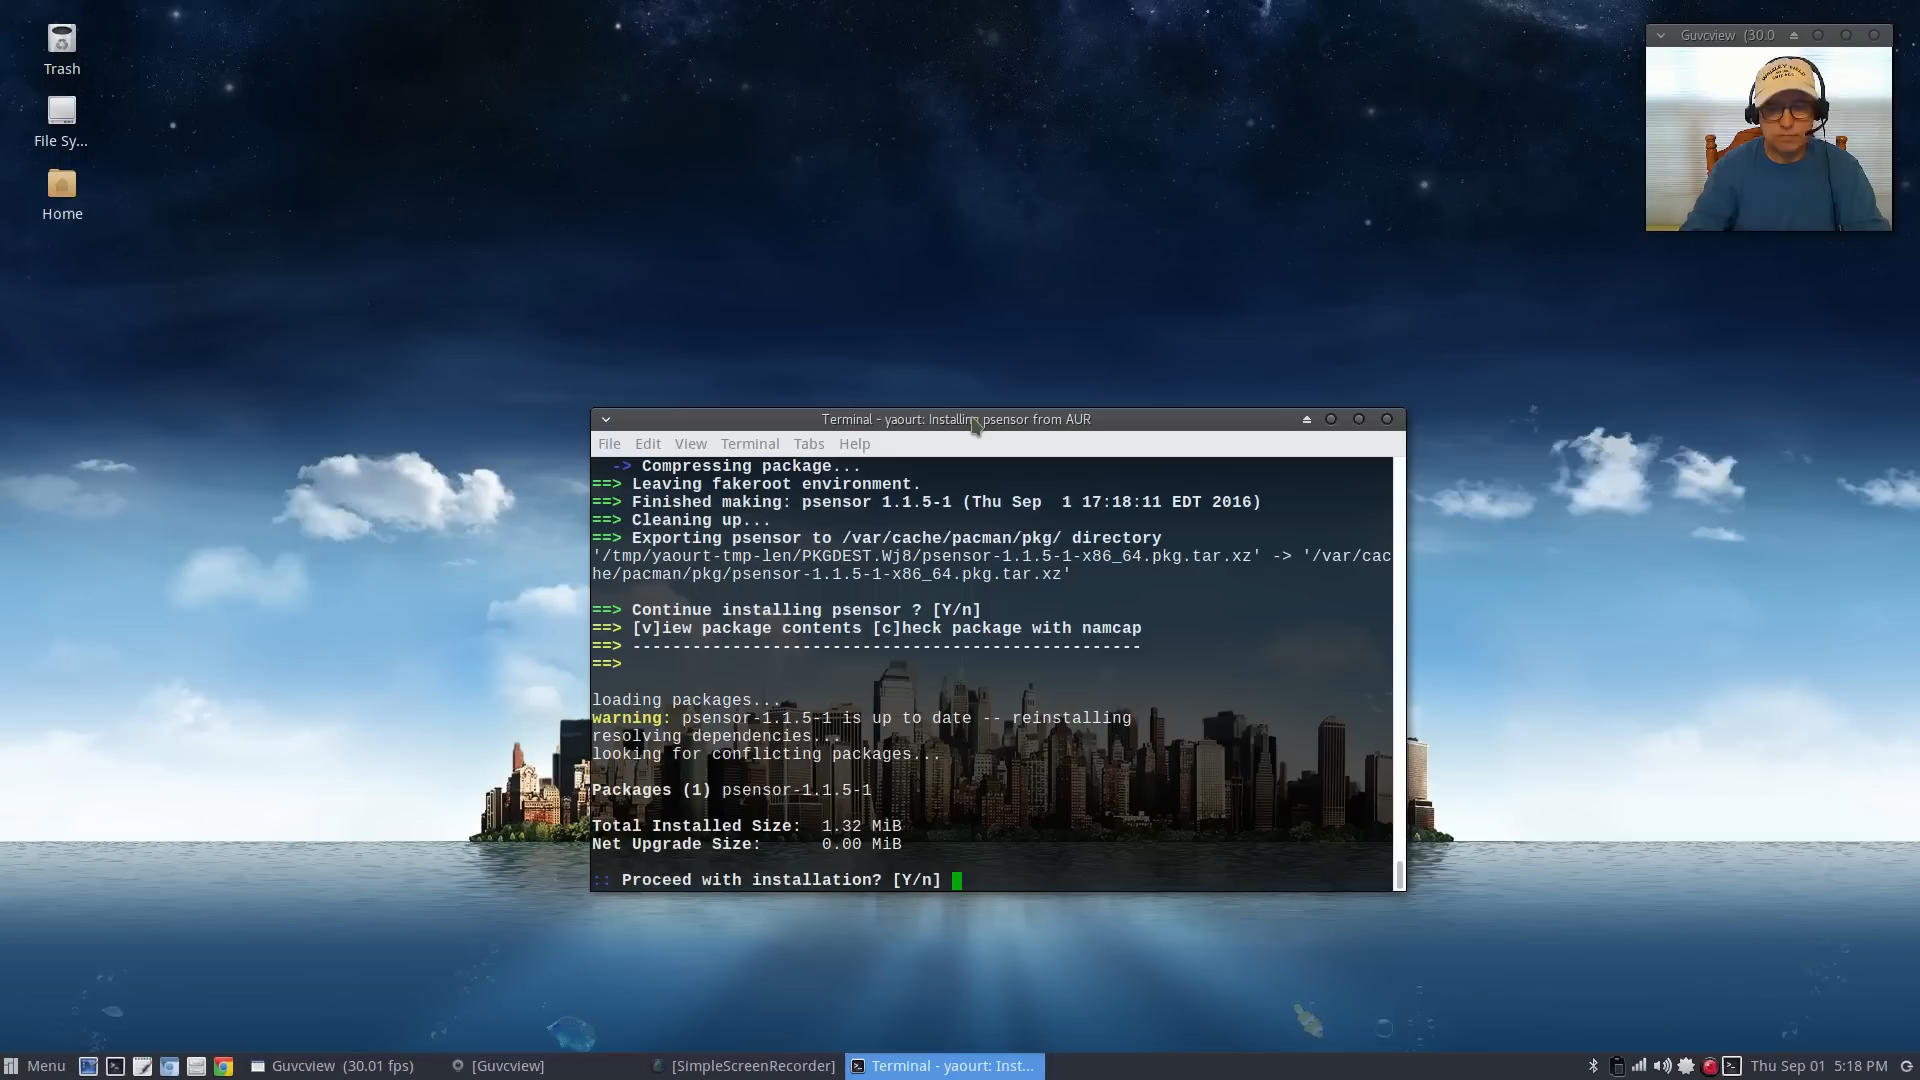 Trash
File Sy...
Home
Guvcview (30.0
WRIGLEY FIELD
Terminal - yaourt: Installing psensor from AUR
File Edit View Terminal Tabs Help
-> Compressing package...
==> Leaving fakeroot environment.
==> Finished making: psensor 1.1.5-1 (Thu Sep  1 17:18:11 EDT 2016)
==> Cleaning up...
==> Exporting psensor to /var/cache/pacman/pkg/ directory
'/tmp/yaourt-tmp-len/PKGDEST.Wj8/psensor-1.1.5-1-x86_64.pkg.tar.xz' -> '/var/cac
he/pacman/pkg/psensor-1.1.5-1-x86_64.pkg.tar.xz'
==> Continue installing psensor ? [Y/n]
==> [v]iew package contents [c]heck package with namcap
==> ---------------------------------------------------
==>
loading packages...
warning: psensor-1.1.5-1 is up to date -- reinstalling
resolving dependencies...
looking for conflicting packages...
Packages (1) psensor-1.1.5-1
Total Installed Size:  1.32 MiB
Net Upgrade Size:      0.00 MiB
:: Proceed with installation? [Y/n]
Menu Guvcview (30.01 fps) [Guvcview] [SimpleScreenRecorder] Terminal - yaourt: Inst... Thu Sep 01 5:18 PM